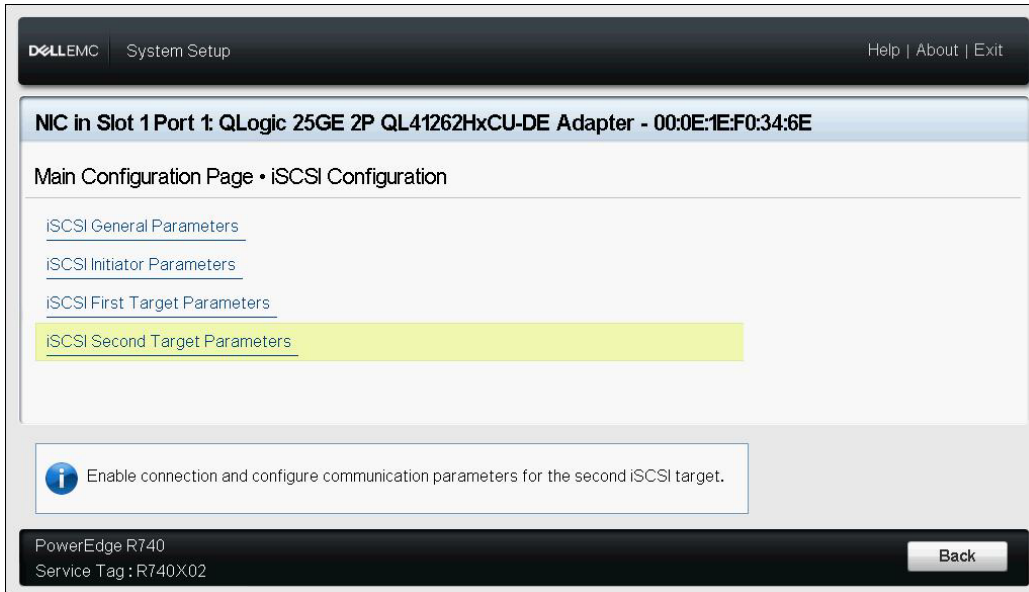 DELLEMC System Setup Help | About | Exit
NIC in Slot 1 Port 1: QLogic 25GE 2P QL41262HxCU-DE Adapter - 00:0E:1E:F0:34:6E
Main Configuration Page • iSCSI Configuration
iSCSI General Parameters
iSCSI Initiator Parameters
iSCSI First Target Parameters
iSCSI Second Target Parameters
Enable connection and configure communication parameters for the second iSCSI target.
PowerEdge R740
Service Tag : R740X02
Back